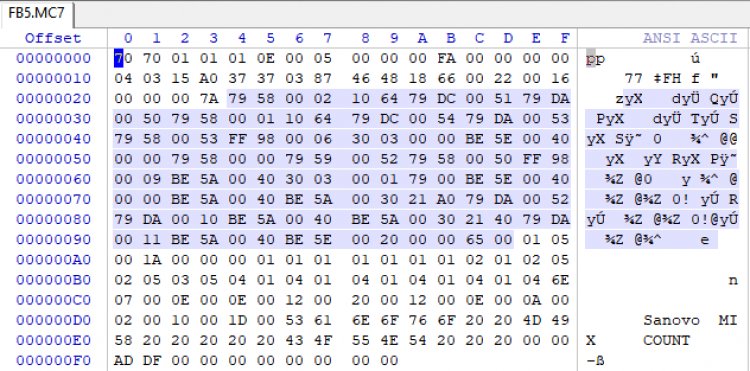 FB5.MC7
Offset 0 1 2 3 4 5 6 7 8 9 A B C D E F ANSI ASCII
00000000 70 70 01 01 01 0E 00 05 00 00 00 FA 00 00 00 00 pp ú
00000010 04 03 15 A0 37 37 03 87 46 48 18 66 00 22 00 16 77 ‡FH f "
00000020 00 00 00 7A 79 58 00 02 10 64 79 DC 00 51 79 DA zyX dyÜ QyÚ
00000030 00 50 79 58 00 01 10 64 79 DC 00 54 79 DA 00 53 PyX dyÜ TyÚ S
00000040 79 58 00 53 FF 98 00 06 30 03 00 00 BE 5E 00 40 yX Sÿ˜ 0 ¾^ @
00000050 00 00 79 58 00 00 79 59 00 52 79 58 00 50 FF 98 yX yY RyX Pÿ˜
00000060 00 09 BE 5A 00 40 30 03 00 01 79 00 BE 5E 00 40 ¾Z @0 y ¾^ @
00000070 00 00 BE 5A 00 40 BE 5A 00 30 21 A0 79 DA 00 52 ¾Z @¾Z 0! yÚ R
00000080 79 DA 00 10 BE 5A 00 40 BE 5A 00 30 21 40 79 DA yÚ ¾Z @¾Z 0!@yÚ
00000090 00 11 BE 5A 00 40 BE 5E 00 20 00 00 65 00 01 05 ¾Z @¾^ e
000000A0 00 1A 00 00 00 01 01 01 01 01 01 01 02 01 02 05
000000B0 02 05 03 05 04 01 04 01 04 01 04 01 04 01 04 6E n
000000C0 07 00 0E 00 0E 00 12 00 20 00 12 00 0E 00 0A 00
000000D0 02 00 10 00 1D 00 53 61 6E 6F 76 6F 20 20 4D 49 Sanovo MI
000000E0 58 20 20 20 20 20 43 4F 55 4E 54 20 20 20 00 00 X COUNT
000000F0 AD DF 00 00 00 00 00 00 00 00 -ß